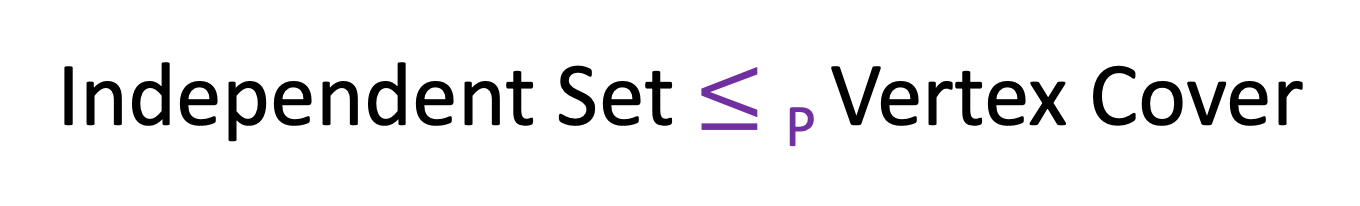 Independent Set ≤ P Vertex Cover